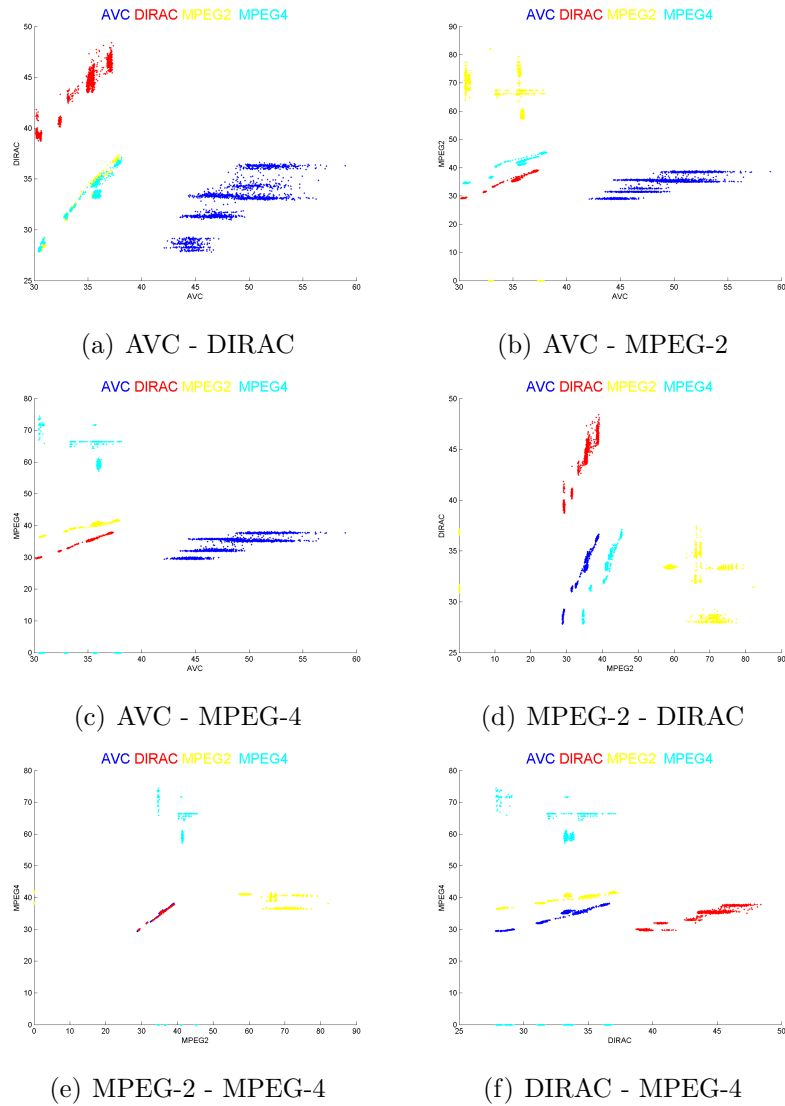 AVC DIRAC MPEG2 MPEG4
50
45
40
35
30
25
30 35 40 45 50 55 60
DIRAC
AVC
(a) AVC - DIRAC
AVC DIRAC MPEG2 MPEG4
90
80
70
60
50
40
30
20
10
0
30 35 40 45 50 55 60
MPEG2
AVC
(b) AVC - MPEG-2
AVC DIRAC MPEG2 MPEG4
80
70
60
50
40
30
20
10
0
30 35 40 45 50 55 60
MPEG4
AVC
(c) AVC - MPEG-4
AVC DIRAC MPEG2 MPEG4
50
45
40
35
30
25
0 10 20 30 40 50 60 70 80 90
DIRAC
MPEG2
(d) MPEG-2 - DIRAC
AVC DIRAC MPEG2 MPEG4
80
70
60
50
40
30
20
10
0
0 10 20 30 40 50 60 70 80 90
MPEG4
MPEG2
(e) MPEG-2 - MPEG-4
AVC DIRAC MPEG2 MPEG4
80
70
60
50
40
30
20
10
0
25 30 35 40 45 50
MPEG4
DIRAC
(f) DIRAC - MPEG-4